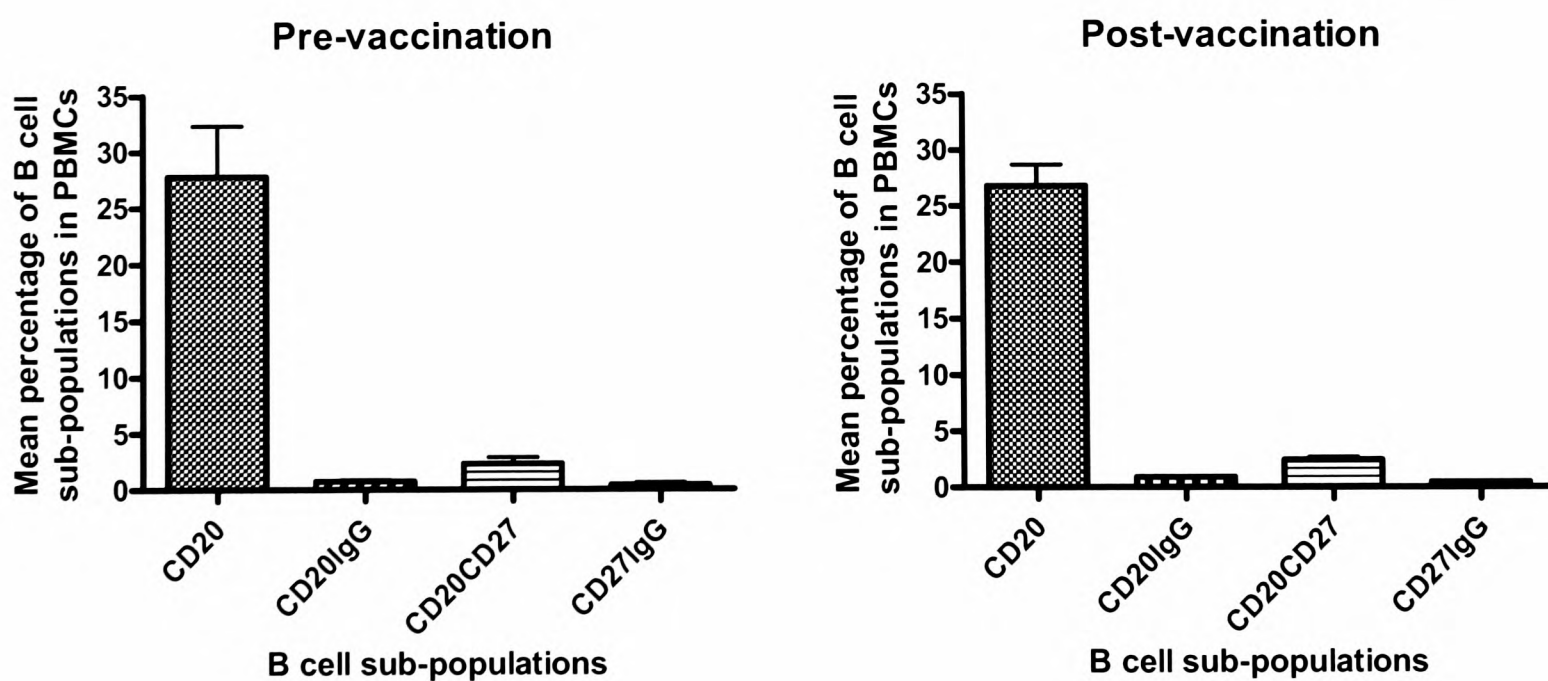 Pre-vaccination
Mean percentage of B cell
sub-populations in PBMCs
35
30
25
20
15
10
5
0
CD20
CD20IgG
CD20CD27
CD27IgG
B cell sub-populations
Post-vaccination
Mean percentage of B cell
sub-populations in PBMCs
35
30
25
20
15
10
5
0
CD20
CD20IgG
CD20CD27
CD27IgG
B cell sub-populations